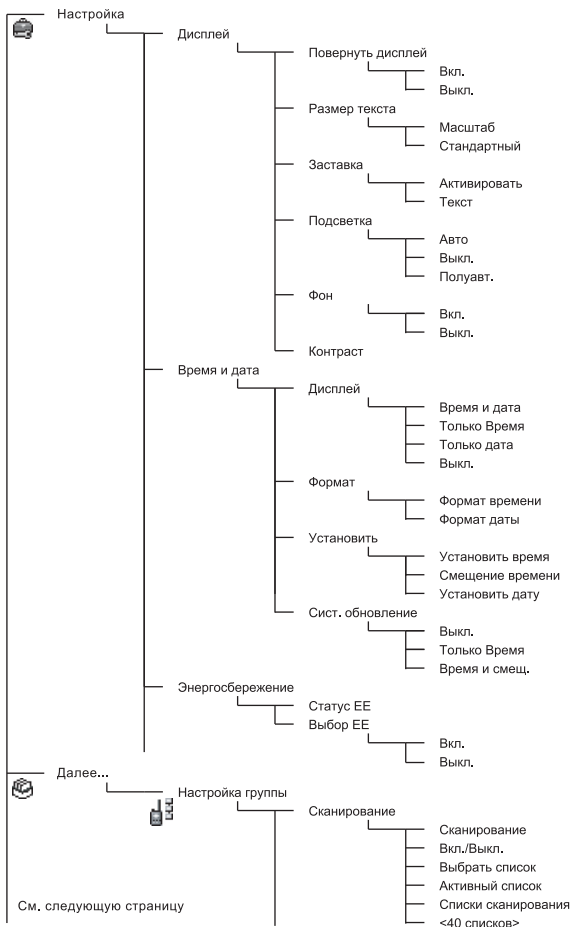 Настройка
Дисплей
Повернуть дисплей
Вкл.
Выкл.
Размер текста
Масштаб
Стандартный
Заставка
Активировать
Текст
Подсветка
Авто
Выкл.
Полуавт.
Фон
Вкл.
Выкл.
Контраст
Время и дата
Дисплей
Время и дата
Только Время
Только дата
Выкл.
Формат
Формат времени
Формат даты
Установить
Установить время
Смещение времени
Установить дату
Сист. обновление
Выкл.
Только Время
Время и смещ.
Энергосбережение
Статус ЕЕ
Выбор ЕЕ
Вкл.
Выкл.
Далее...
Настройка группы
Сканирование
Сканирование
Вкл./Выкл.
Выбрать список
Активный список
Списки сканирования
<40 списков>
См. следующую страницу